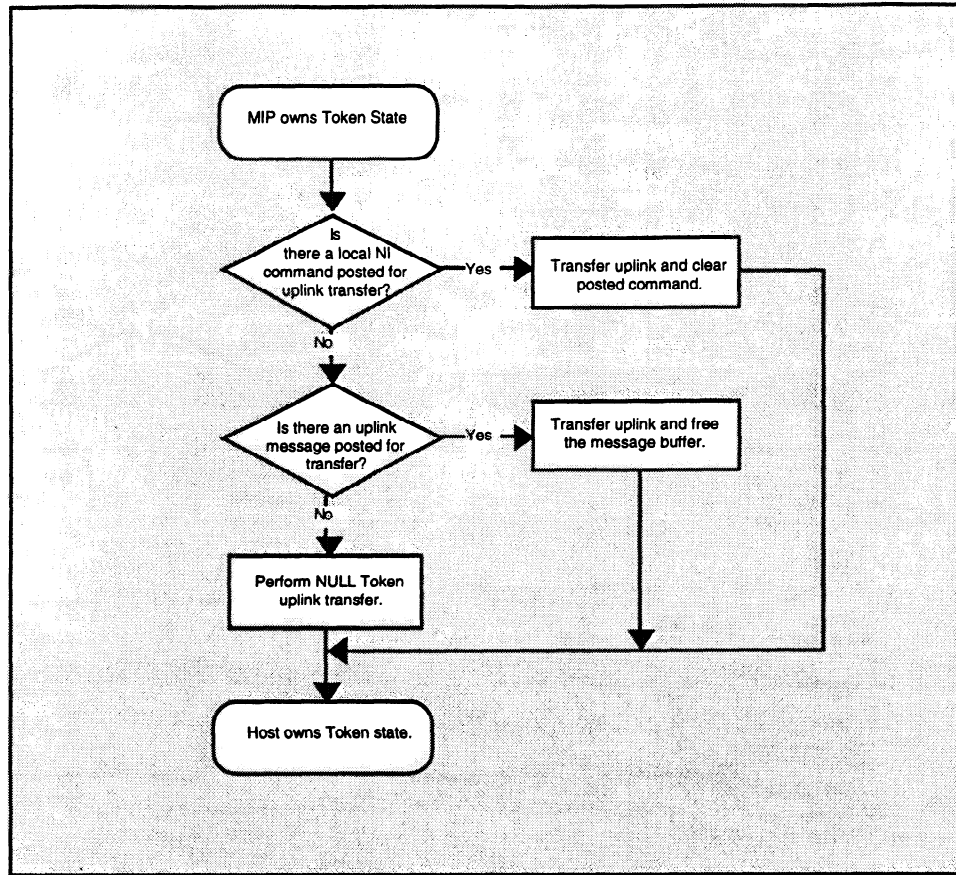 MIP owns Token State
Is
there a local NI
command posted for
uplink transfer?
Yes
Transfer uplink and clear
posted command.
No
Is there an uplink
message posted for
transfer?
Yes
Transfer uplink and free
the message buffer.
No
Perform NULL Token
uplink transfer.
Host owns Token state.